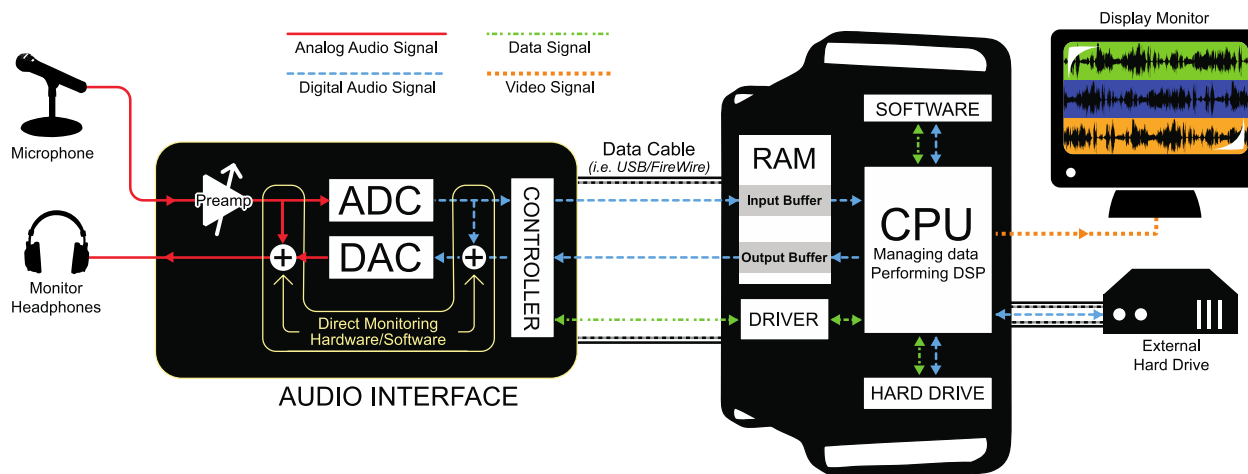 Analog Audio Signal
Data Signal
Digital Audio Signal
Video Signal
Display Monitor
Microphone
Monitor
Headphones
Preamp
ADC
DAC
CONTROLLER
Direct Monitoring
Hardware/Software
AUDIO INTERFACE
Data Cable
(i.e. USB/FireWire)
RAM
Input Buffer
Output Buffer
DRIVER
SOFTWARE
CPU
Managing data
Performing DSP
HARD DRIVE
External
Hard Drive